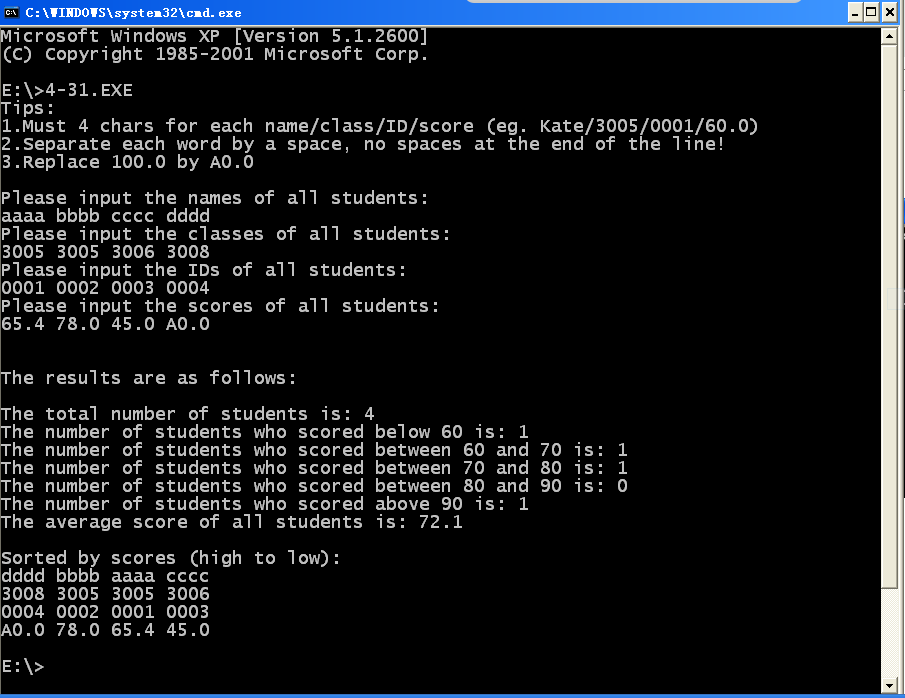 C:\WINDOWS\system32\cmd.exe
Microsoft Windows XP [Version 5.1.2600]
(C) Copyright 1985-2001 Microsoft Corp.
E:\>4-31.EXE
Tips:
1.Must 4 chars for each name/class/ID/score (eg. Kate/3005/0001/60.0)
2.Separate each word by a space, no spaces at the end of the line!
3.Replace 100.0 by A0.0
Please input the names of all students:
aaaa bbbb cccc dddd
Please input the classes of all students:
3005 3005 3006 3008
Please input the IDs of all students:
0001 0002 0003 0004
Please input the scores of all students:
65.4 78.0 45.0 A0.0
The results are as follows:
The total number of students is: 4
The number of students who scored below 60 is: 1
The number of students who scored between 60 and 70 is: 1
The number of students who scored between 70 and 80 is: 1
The number of students who scored between 80 and 90 is: 0
The number of students who scored above 90 is: 1
The average score of all students is: 72.1
Sorted by scores (high to low):
dddd bbbb aaaa cccc
3008 3005 3005 3006
0004 0002 0001 0003
A0.0 78.0 65.4 45.0
E:\>